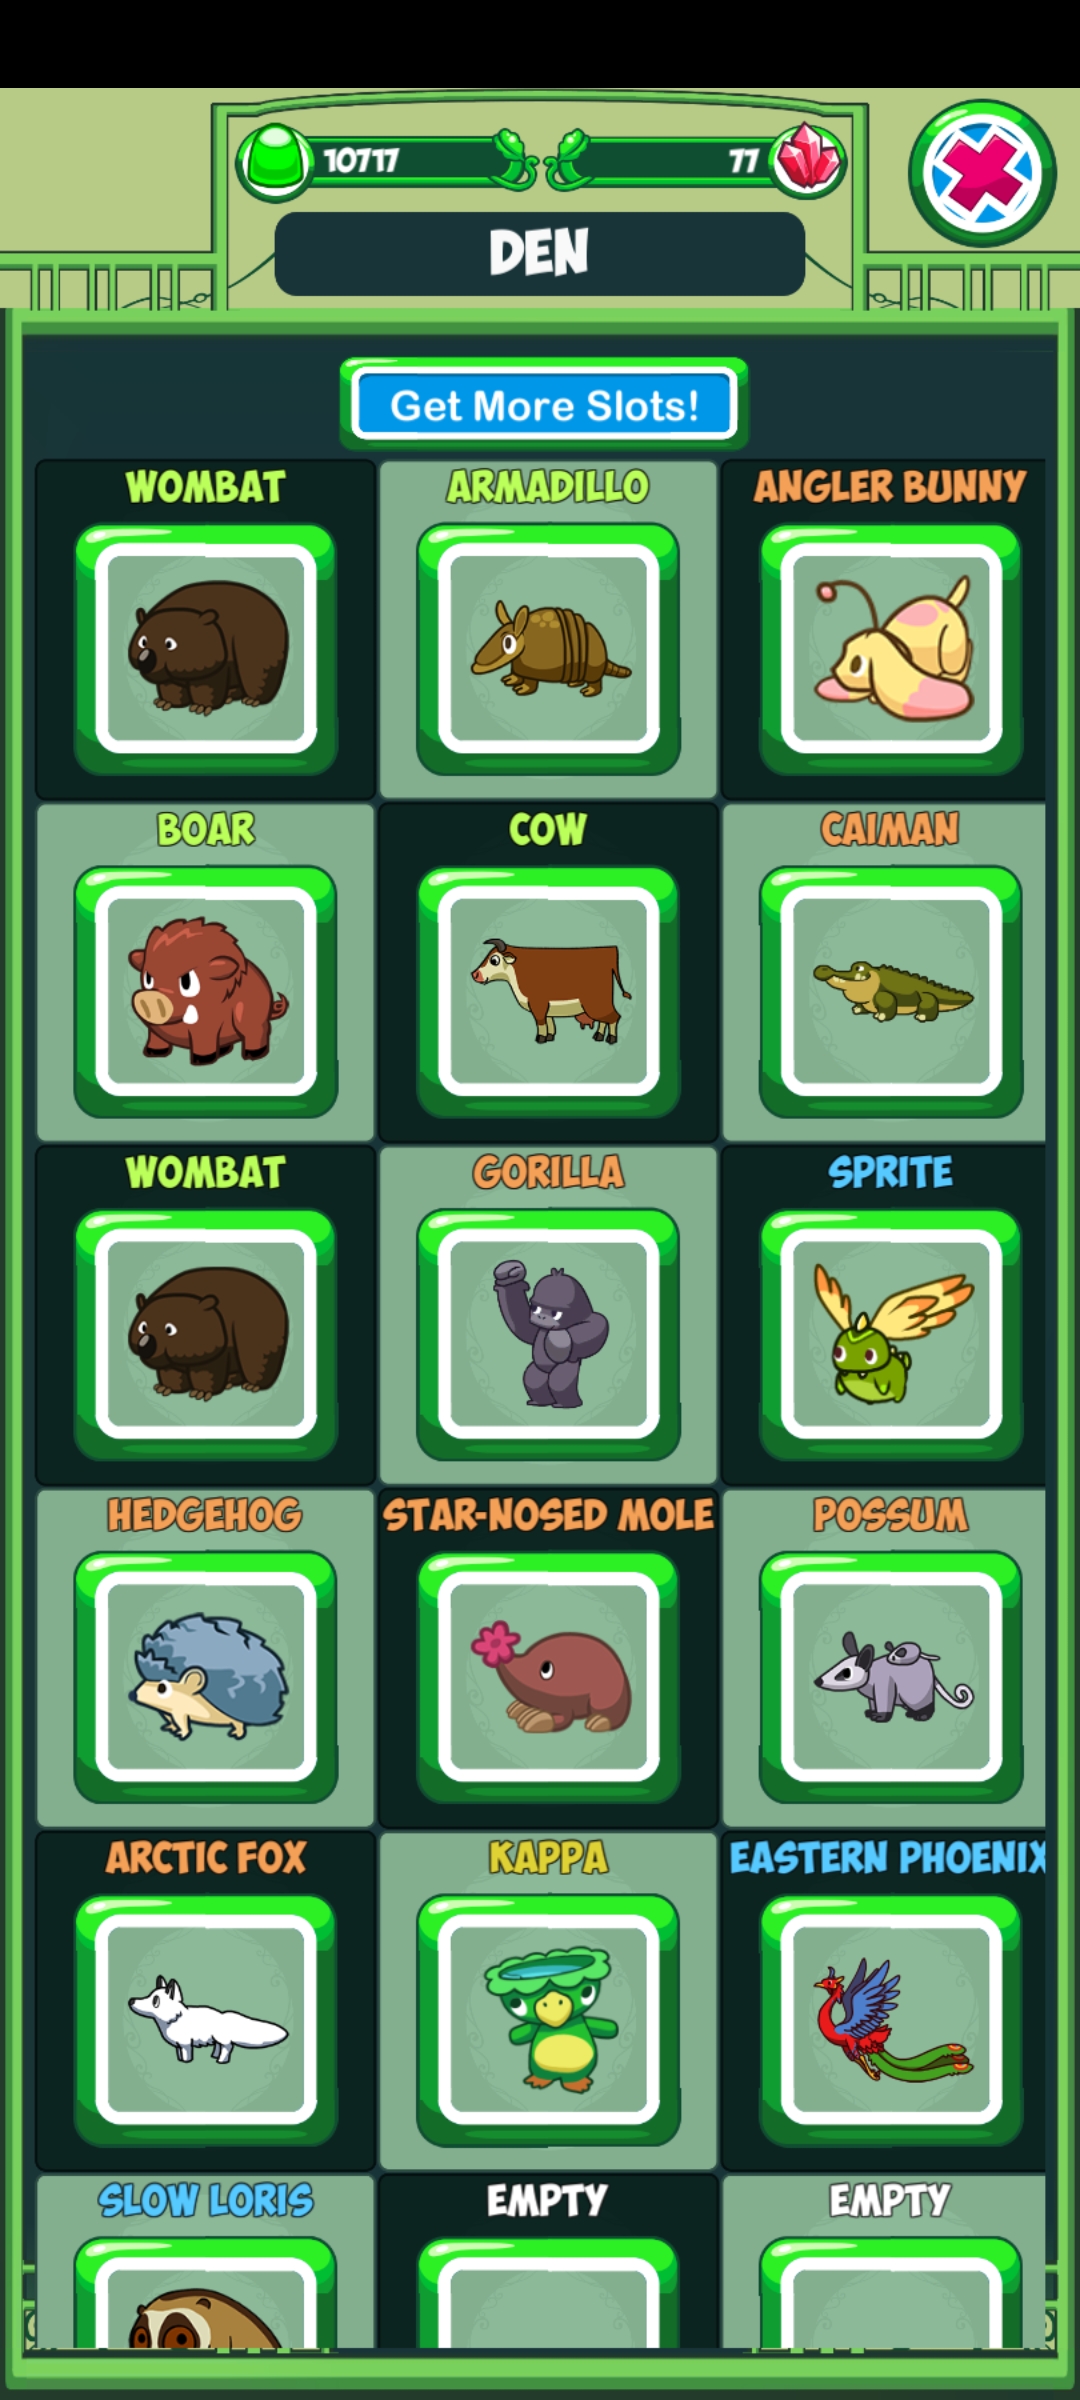 10717
77
DEN
Get More Slots!
WOMBAT
ARMADILLO
ANGLER BUNNY
BOAR
COW
CAIMAN
WOMBAT
GORILLA
SPRITE
HEDGEHOG
STAR-NOSED MOLE
POSSUM
ARCTIC FOX
KAPPA
EASTERN PHOENIX
SLOW LORIS
EMPTY
EMPTY